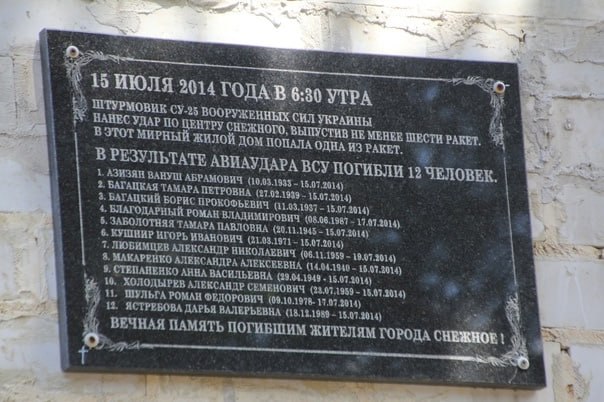 15 ИЮЛЯ 2014 ГОДА В 6:30 УТРА
ШТУРМОВИК СУ-25 ВООРУЖЕННЫХ СИЛ УКРАИНЫ
НАНЕС УДАР ПО ЦЕНТРУ СНЕЖНОГО, ВЫПУСТИВ НЕ МЕНЕЕ ШЕСТИ РАКЕТ.
В ЭТОТ МИРНЫЙ ЖИЛОЙ ДОМ ПОПАЛА ОДНА ИЗ РАКЕТ.
В РЕЗУЛЬТАТЕ АВИАУДАРА ВСУ ПОГИБЛИ 12 ЧЕЛОВЕК.
1. АЗИЗЯН ВАНУШ АБРАМОВИЧ (10.03.1933 – 15.07.2014)
2. БАГАЦКАЯ ТАМАРА ПЕТРОВНА (27.02.1939 – 15.07.2014)
3. БАГАЦКИЙ БОРИС ПРОКОФЬЕВИЧ (11.03.1937 – 15.07.2014)
4. БЛАГОДАРНЫЙ РОМАН ВЛАДИМИРОВИЧ (08.06.1987 – 17.07.2014)
5. ЗАБОЛОТНЯЯ ТАМАРА ПАВЛОВНА (20.11.1945 – 15.07.2014)
6. КУШНИР ИГОРЬ ИВАНОВИЧ (21.03.1971 – 15.07.2014)
7. ЛЮБИМЦЕВ АЛЕКСАНДР НИКОЛАЕВИЧ (06.11.1959 – 19.07.2014)
8. МАКАРЕНКО АЛЕКСАНДРА АЛЕКСЕЕВНА (14.04.1940 – 15.07.2014)
9. СТЕПАНЕНКО АННА ВАСИЛЬЕВНА (29.04.1949 – 15.07.2014)
10. ХОЛОДЫРЕВ АЛЕКСАНДР СЕМЕНОВИЧ (23.07.1959 – 15.07.2014)
11. ШУЛЬГА РОМАН ФЕДОРОВИЧ (09.10.1978- 17.07.2014)
12. ЯСТРЕБОВА ДАРЬЯ ВАЛЕРЬЕВНА (18.12.1989 – 15.07.2014)
ВЕЧНАЯ ПАМЯТЬ ПОГИБШИМ ЖИТЕЛЯМ ГОРОДА СНЕЖНОЕ !